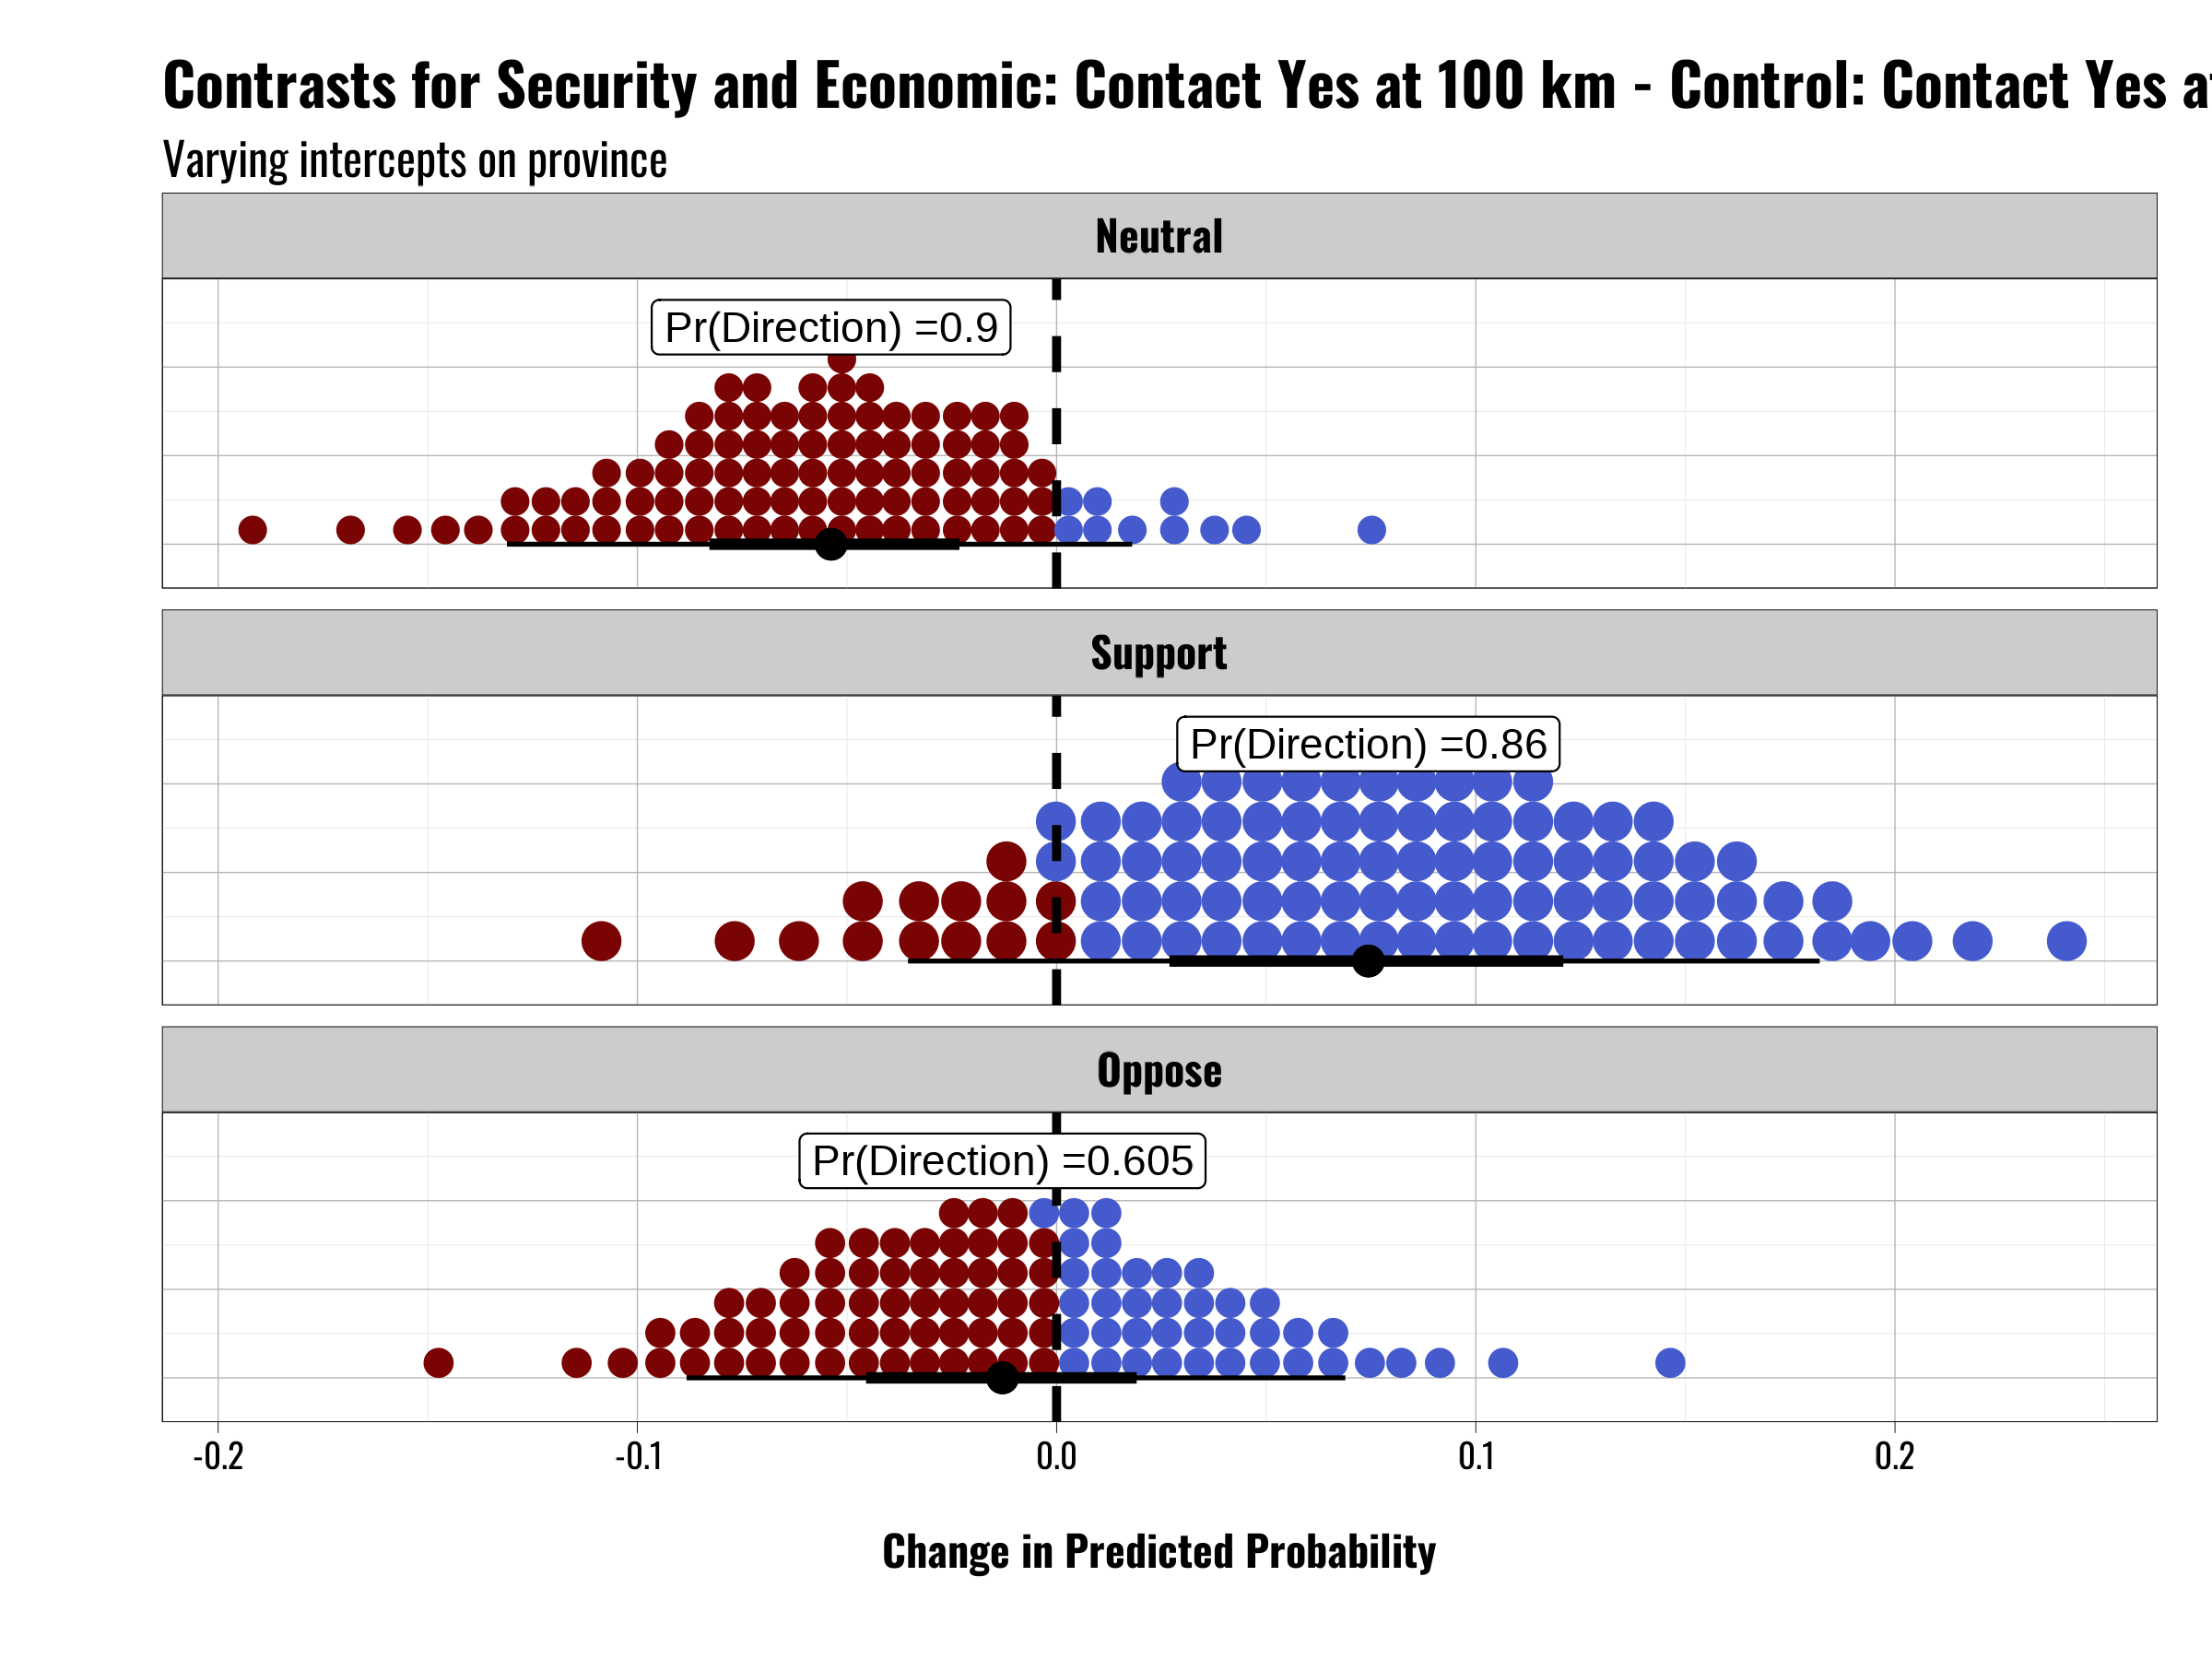 Contrasts for Security and Economic: Contact Yes at 100 km - Control: Contact Yes a
Varying intercepts on province
Neutral
Pr(Direction) =0.9
Support
Pr(Direction) =0.86
Oppose
Pr(Direction) =0.605
-0.2 -0.1 0.0 0.1 0.2
Change in Predicted Probability